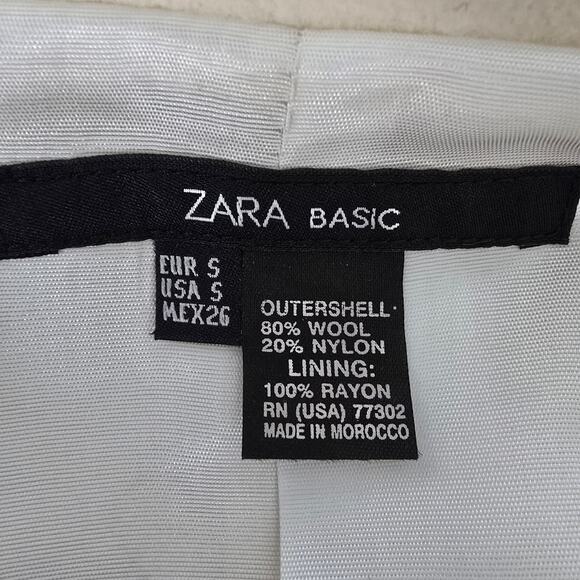 ZARA BASIC
EUR S
USA S
MEX26
OUTERSHELL·
80% WOOL
20% NYLON
LINING:
100% RAYON
RN (USA) 77302
MADE IN MOROCCO